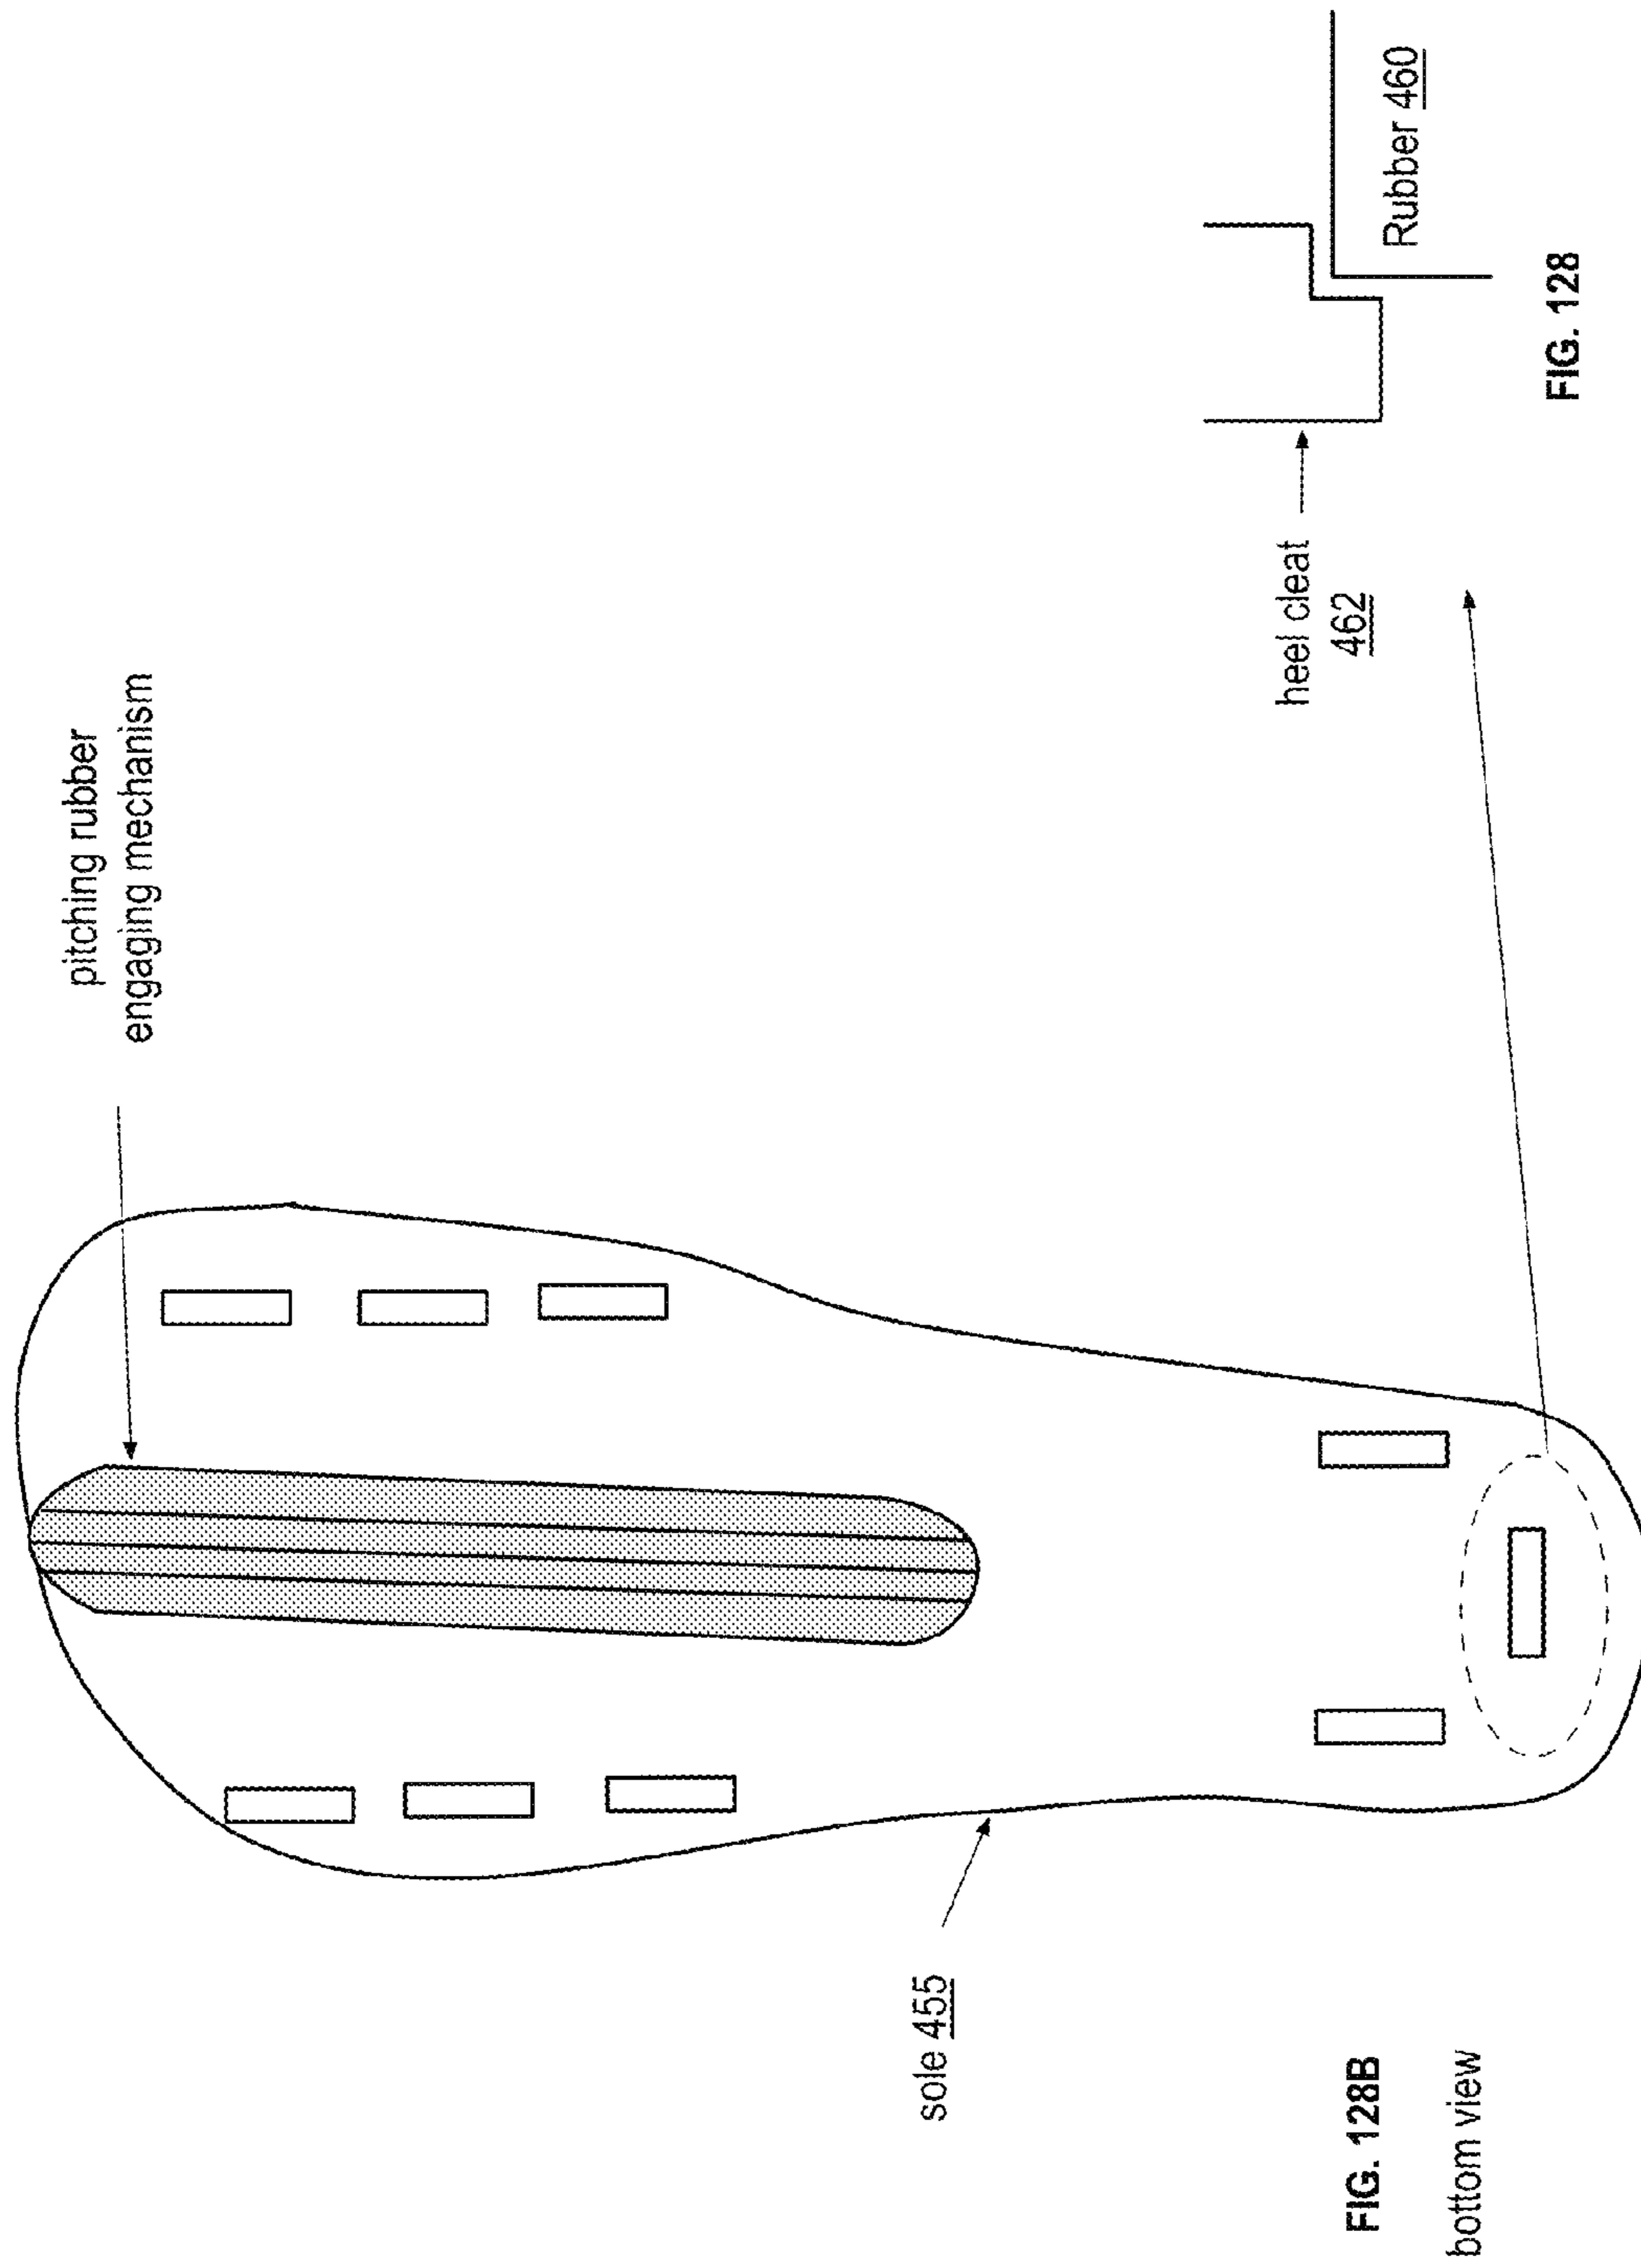 pitching rubber
engaging mechanism
sole 455
FIG. 128B
bottom view
heel cleat
462
Rubber 460
FIG. 128